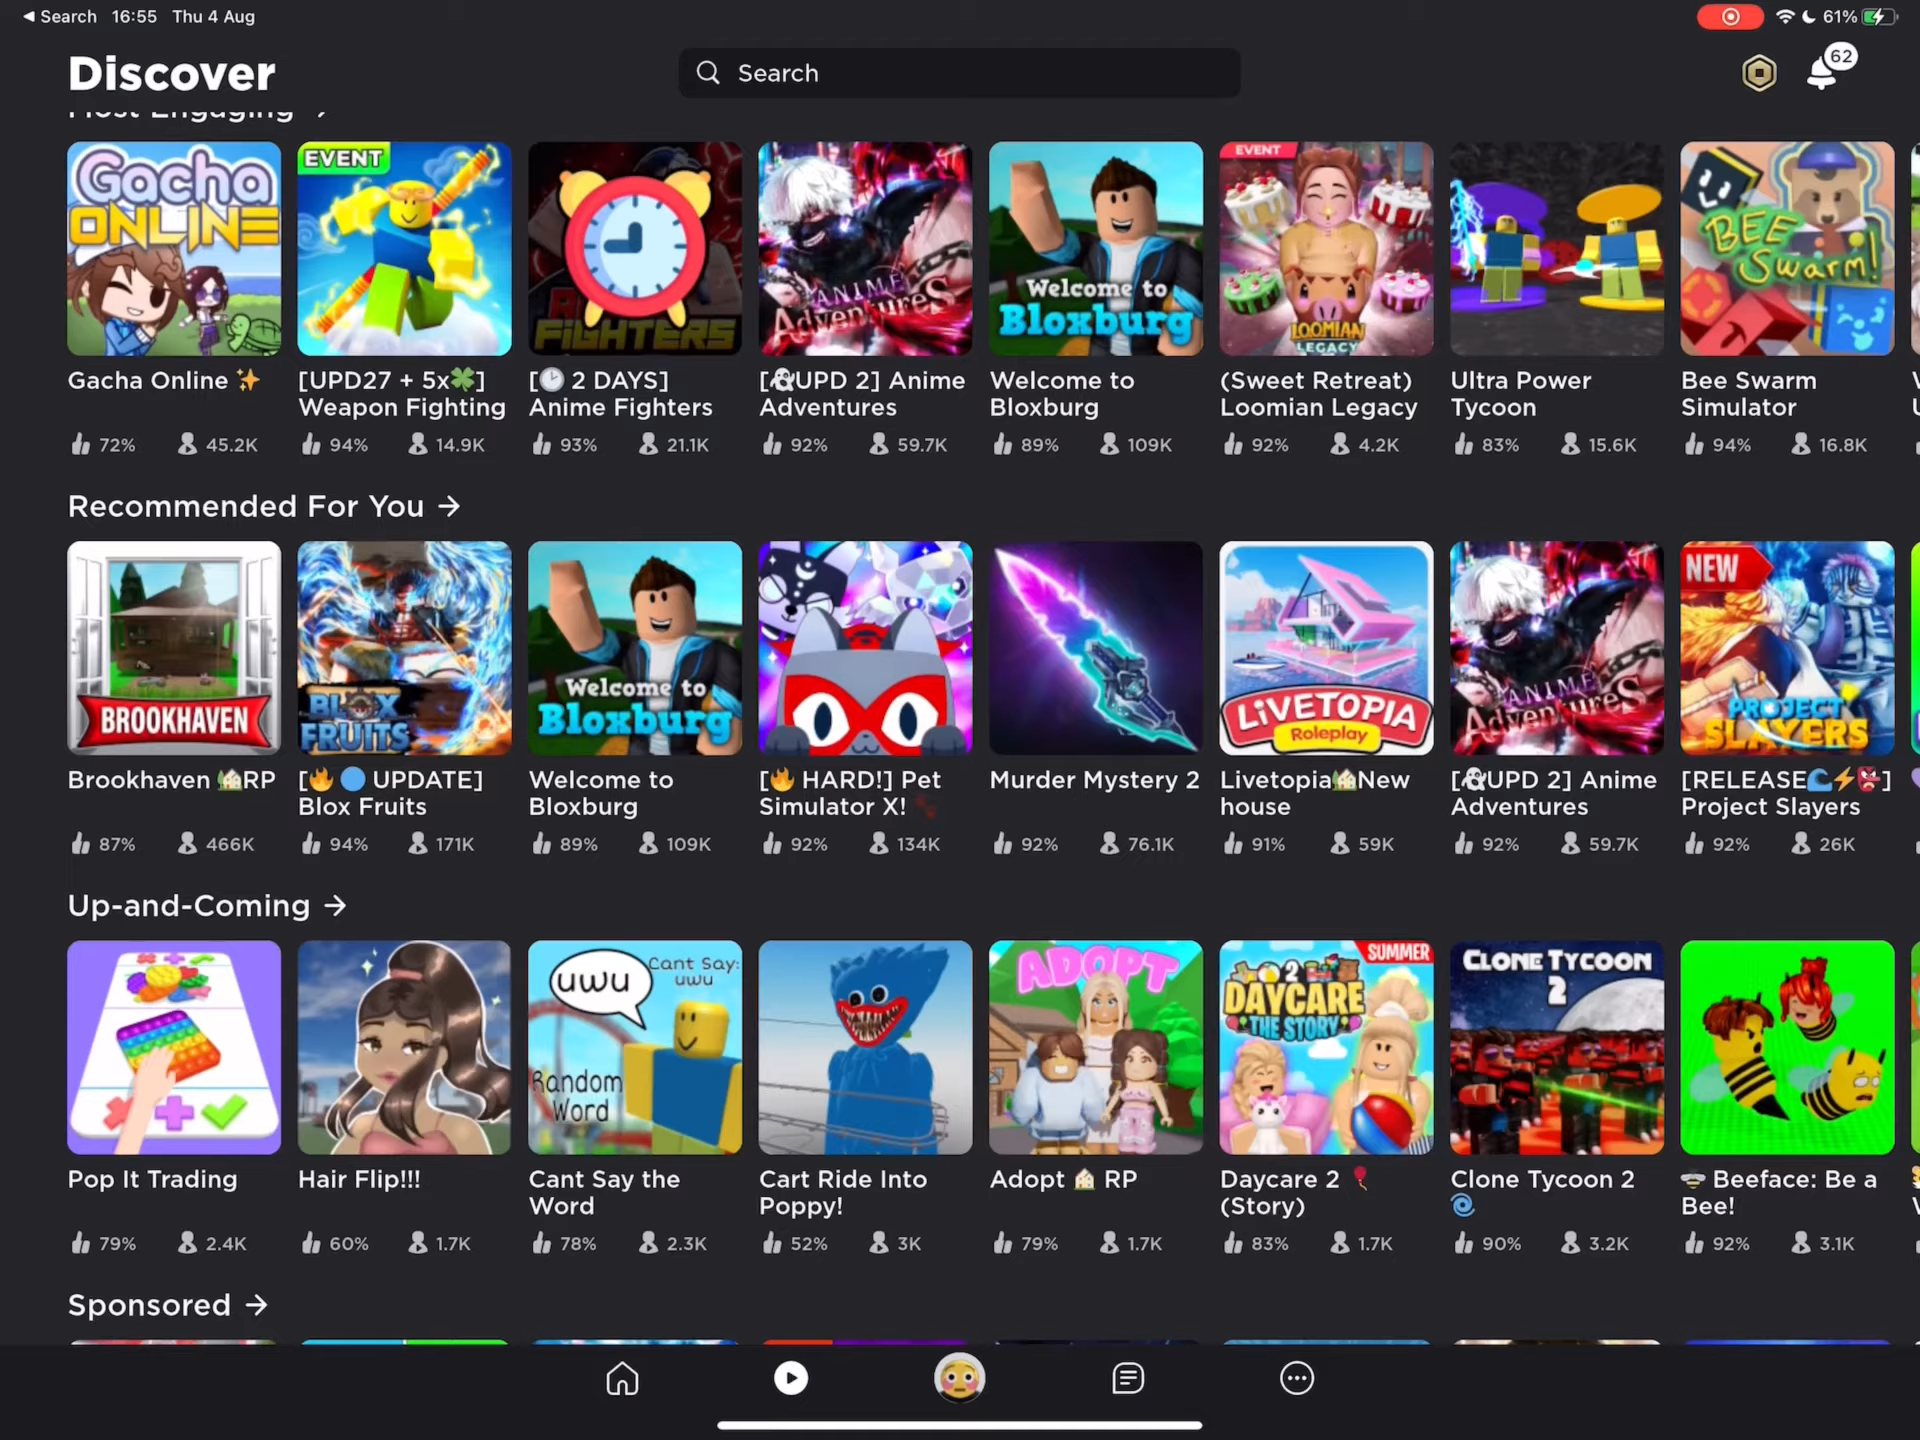 Search 16:55 Thu 4 Aug 61%
Discover
Search
62
Most Engaging
Gacha
ONLINE
EVENT
FiGHTERS
ANIME
Adventures
Welcome to
Bloxburg
EVENT
LOOMIAN
LEGACY
BEE
Swarm!
Gacha Online ✨
[UPD27 + 5x🍀]
Weapon Fighting
[🕑 2 DAYS]
Anime Fighters
[👻UPD 2] Anime
Adventures
Welcome to
Bloxburg
(Sweet Retreat)
Loomian Legacy
Ultra Power
Tycoon
Bee Swarm
Simulator
72% 45.2K
94% 14.9K
93% 21.1K
92% 59.7K
89% 109K
92% 4.2K
83% 15.6K
94% 16.8K
Recommended For You →
BROOKHAVEN
BLOX
FRUITS
Welcome to
Bloxburg
LiVETOPIA
Roleplay
ANIME
Adventures
NEW
PROJECT
SLAYERS
Brookhaven 🏡RP
[🔥🔵 UPDATE]
Blox Fruits
Welcome to
Bloxburg
[🔥 HARD!] Pet
Simulator X! 🐾
Murder Mystery 2
Livetopia🏡New
house
[👻UPD 2] Anime
Adventures
[RELEASE🌊⚡👺]
Project Slayers
87% 466K
94% 171K
89% 109K
92% 134K
92% 76.1K
91% 59K
92% 59.7K
92% 26K
Up-and-Coming →
uwu
Cant Say:
uwu
Random
Word
ADOPT
SUMMER
2
DAYCARE
THE STORY
CLONE TYCOON
2
Pop It Trading
Hair Flip!!!
Cant Say the
Word
Cart Ride Into
Poppy!
Adopt 🏠 RP
Daycare 2 🎈
(Story)
Clone Tycoon 2
🌀
🐝 Beeface: Be a
Bee!
79% 2.4K
60% 1.7K
78% 2.3K
52% 3K
79% 1.7K
83% 1.7K
90% 3.2K
92% 3.1K
Sponsored →